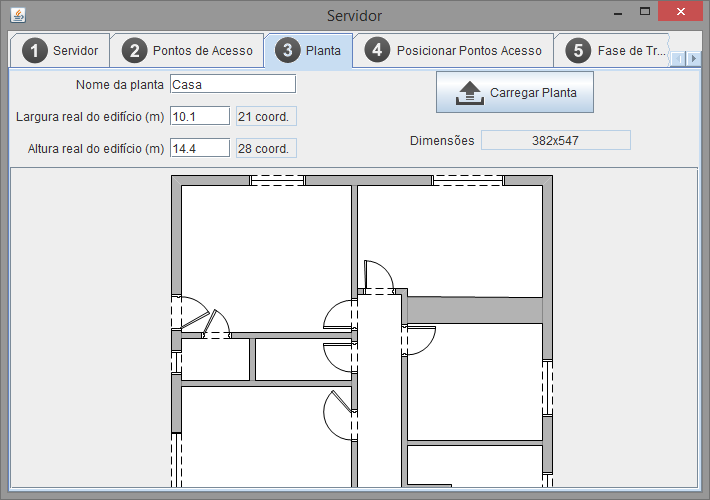 Servidor
1 Servidor 2 Pontos de Acesso 3 Planta 4 Posicionar Pontos Acesso 5 Fase de Tr...
Nome da planta Casa Carregar Planta
Largura real do edifício (m) 10.1 21 coord.
Altura real do edifício (m) 14.4 28 coord. Dimensões 382x547